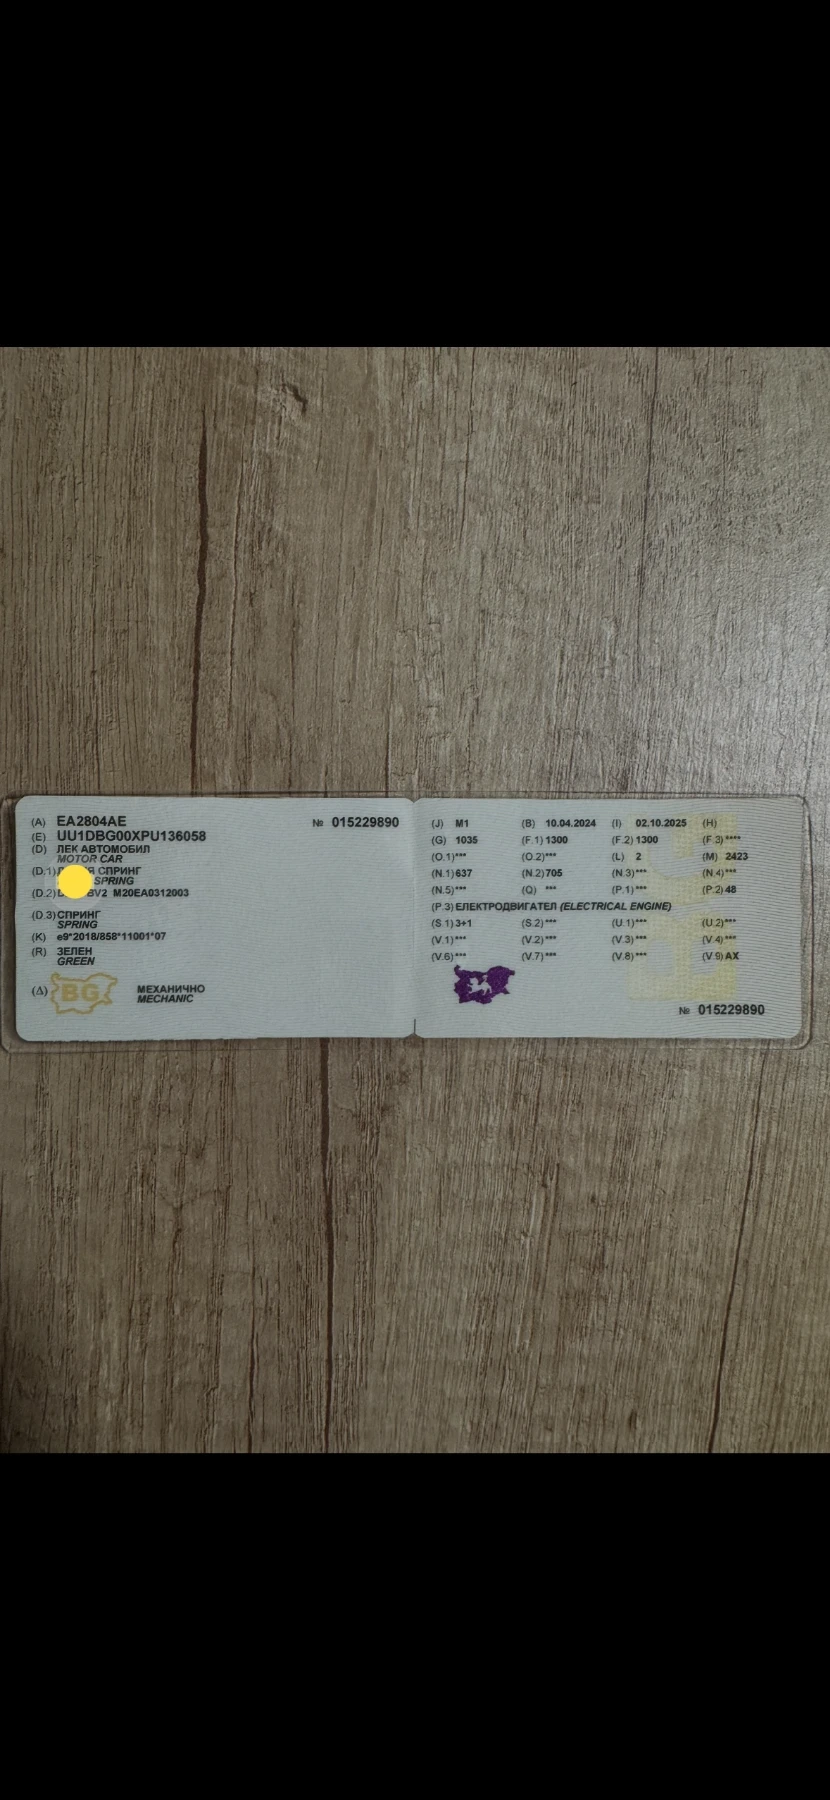 (A) EA2804AE № 015229890
(E) UU1DBG00XPU136058
(D) ЛЕК АВТОМОБИЛ
MOTOR CAR
(D.1) СПРИНГ
SPRING
(D.2) M20EA0312003
(D.3) СПРИНГ
SPRING
(K) e9*2018/858*11001*07
(R) ЗЕЛЕН
GREEN
(Δ) BG МЕХАНИЧНО
MECHANIC
(J) M1 (B) 10.04.2024 (I) 02.10.2025 (H)
(G) 1035 (F.1) 1300 (F.2) 1300 (F.3) ****
(O.1) *** (O.2) *** (L) 2 (M) 2423
(N.1) 637 (N.2) 705 (N.3) *** (N.4) ***
(N.5) *** (Q) *** (P.1) *** (P.2) 48
(P.3) ЕЛЕКТРОДВИГАТЕЛ (ELECTRICAL ENGINE)
(S.1) 3+1 (S.2) *** (U.1) *** (U.2) ***
(V.1) *** (V.2) *** (V.3) *** (V.4) ***
(V.6) *** (V.7) *** (V.8) *** (V.9) AX
№ 015229890